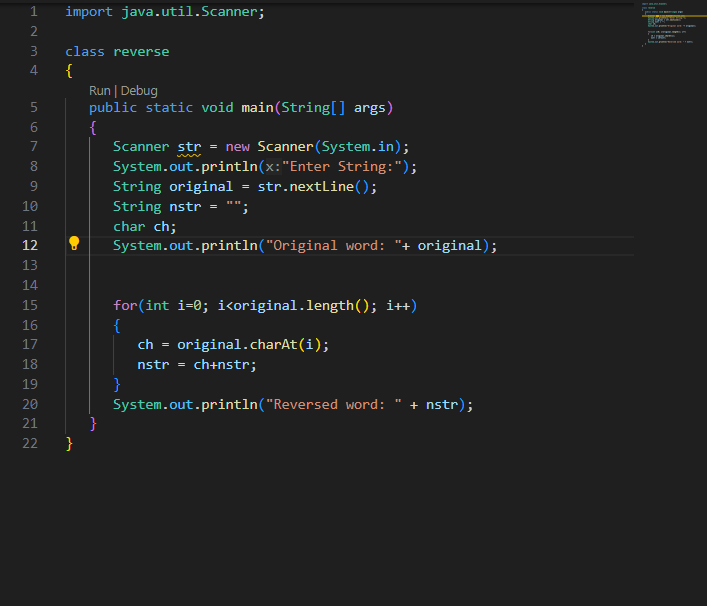 1 import java.util.Scanner;
2
3 class reverse
4 {
Run | Debug
5 public static void main(String[] args)
6 {
7 Scanner str = new Scanner(System.in);
8 System.out.println(x:"Enter String:");
9 String original = str.nextLine();
10 String nstr = "";
11 char ch;
12 System.out.println("Original word: "+ original);
13
14
15 for(int i=0; i<original.length(); i++)
16 {
17 ch = original.charAt(i);
18 nstr = ch+nstr;
19 }
20 System.out.println("Reversed word: " + nstr);
21 }
22 }